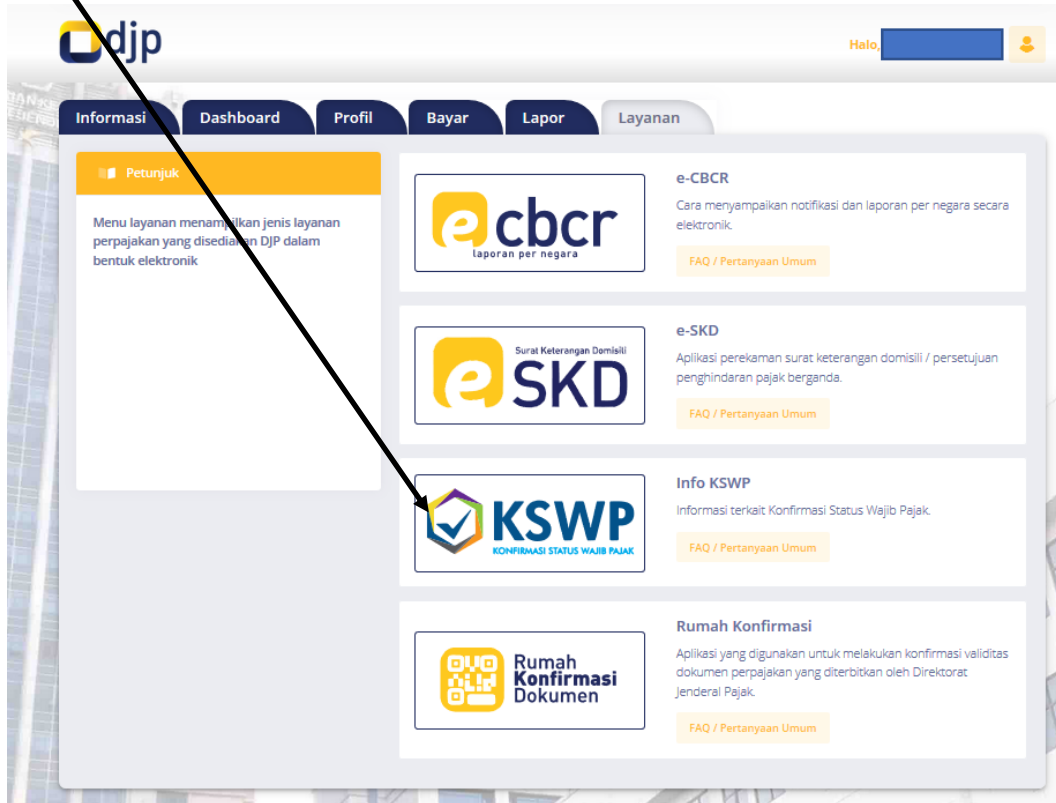 djp
Halo,
Informasi
Dashboard
Profil
Bayar
Lapor
Layanan
Petunjuk
Menu layanan menampilkan jenis layanan
perpajakan yang disediakan DJP dalam
bentuk elektronik
e cbcr
laporan per negara
e-CBCR
Cara menyampaikan notifikasi dan laporan per negara secara
elektronik.
FAQ / Pertanyaan Umum
Surat Keterangan Domisili
e SKD
e-SKD
Aplikasi perekaman surat keterangan domisili / persetujuan
penghindaran pajak berganda.
FAQ / Pertanyaan Umum
KSWP
KONFIRMASI STATUS WAJIB PAJAK
Info KSWP
Informasi terkait Konfirmasi Status Wajib Pajak.
FAQ / Pertanyaan Umum
Rumah
Konfirmasi
Dokumen
Rumah Konfirmasi
Aplikasi yang digunakan untuk melakukan konfirmasi validitas
dokumen perpajakan yang diterbitkan oleh Direktorat
Jenderal Pajak.
FAQ / Pertanyaan Umum